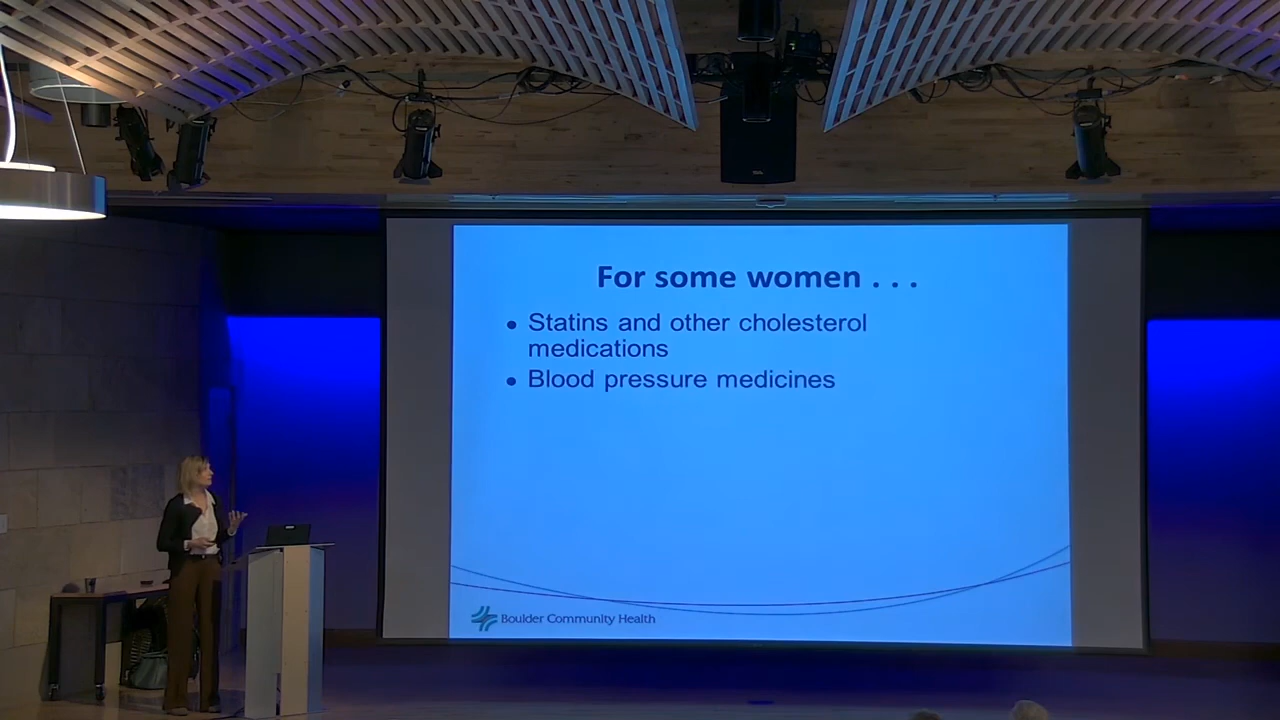 For some women . . .
• Statins and other cholesterol
medications
• Blood pressure medicines
Boulder Community Health